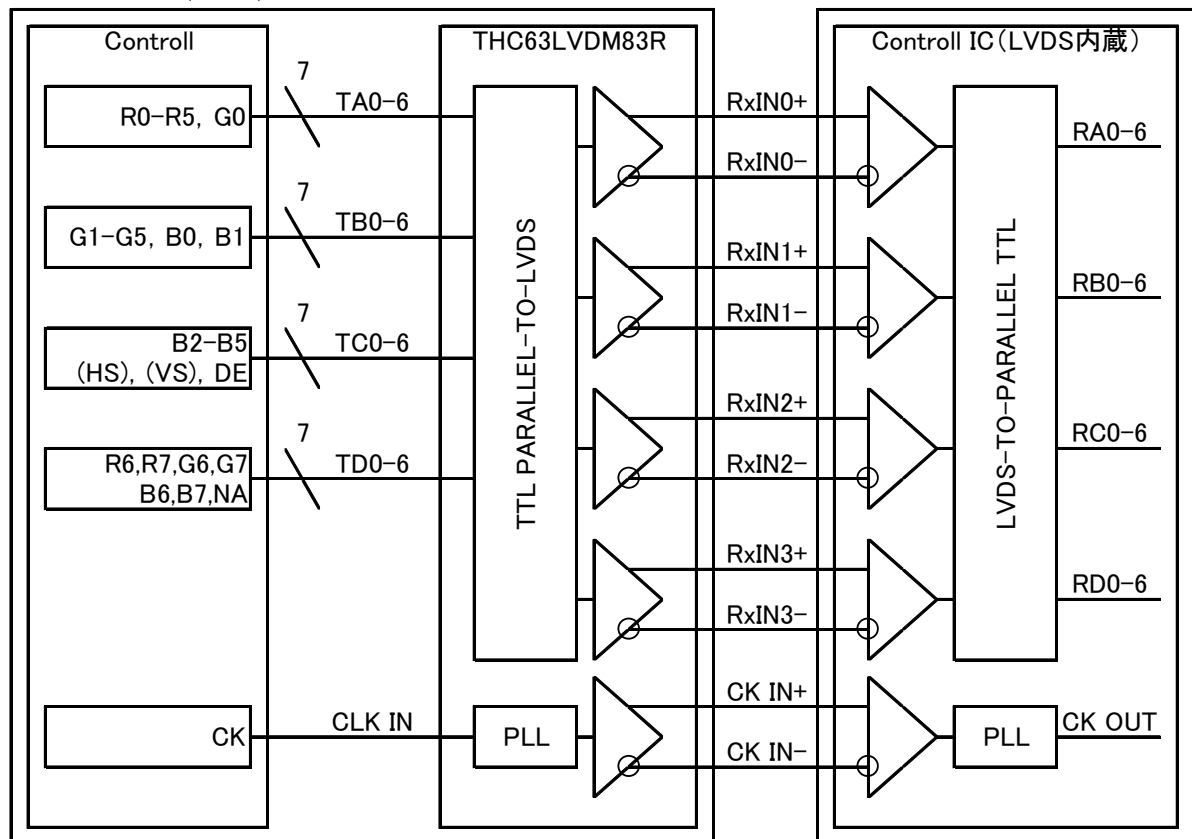 Controll
THC63LVDM83R
Controll IC(LVDS内蔵)
R0-R5, G0
7
TA0-6
RxIN0+
RxIN0-
RA0-6
G1-G5, B0, B1
7
TB0-6
RxIN1+
RxIN1-
RB0-6
B2-B5
(HS), (VS), DE
7
TC0-6
RxIN2+
RxIN2-
RC0-6
R6,R7,G6,G7
B6,B7,NA
7
TD0-6
RxIN3+
RxIN3-
RD0-6
TTL PARALLEL-TO-LVDS
LVDS-TO-PARALLEL TTL
CK
CLK IN
PLL
CK IN+
CK IN-
PLL
CK OUT